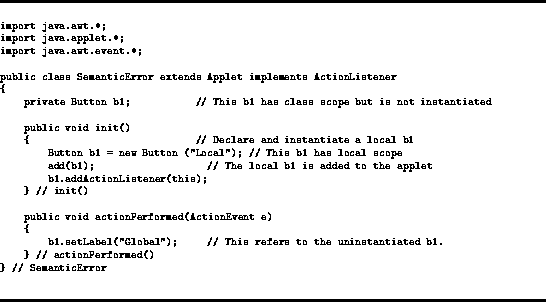 import java.awt.*;
import java.applet.*;
import java.awt.event.*;
public class SemanticError extends Applet implements ActionListener
{
private Button b1; // This b1 has class scope but is not instantiated
public void init()
{ // Declare and instantiate a local b1
Button b1 = new Button ("Local"); // This b1 has local scope
add(b1); // The local b1 is added to the applet
b1.addActionListener(this);
} // init()
public void actionPerformed(ActionEvent e)
{
b1.setLabel("Global"); // This refers to the uninstantiated b1.
} // actionPerformed()
} // SemanticError